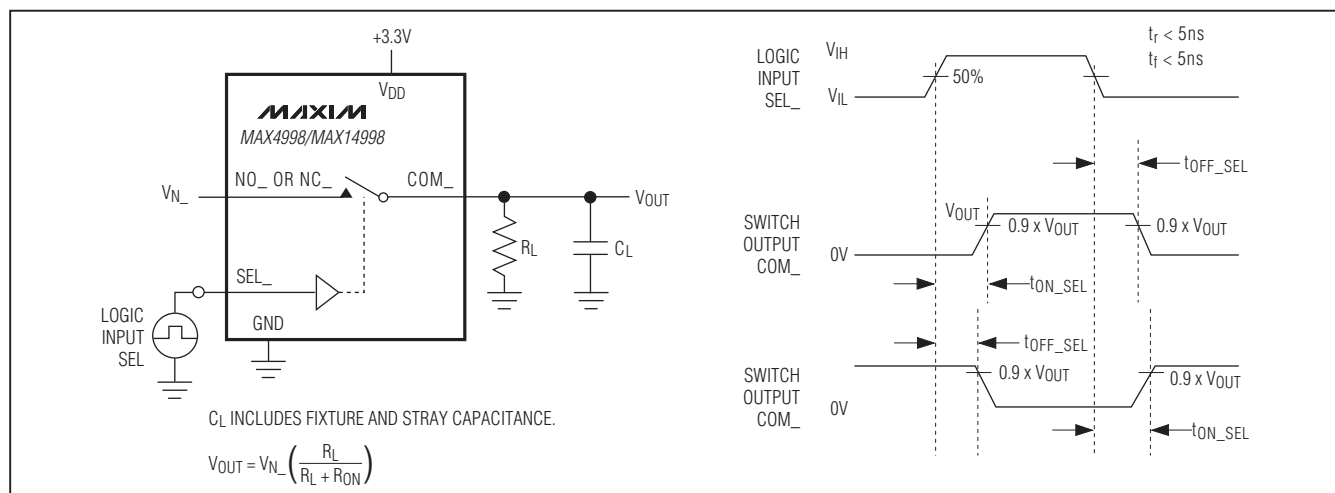 +3.3V
VDD
MAXIM
MAX4998/MAX14998
VN_
NO_ OR NC_
COM_
VOUT
RL
CL
SEL_
LOGIC
INPUT
SEL
GND
CL INCLUDES FIXTURE AND STRAY CAPACITANCE.
VOUT = VN_ ( RL / RL + RON )
LOGIC
INPUT
SEL_
VIH
VIL
50%
tr < 5ns
tf < 5ns
tOFF_SEL
SWITCH
OUTPUT
COM_
VOUT
0V
0.9 x VOUT
0.9 x VOUT
tON_SEL
tOFF_SEL
SWITCH
OUTPUT
COM_
0V
0.9 x VOUT
0.9 x VOUT
tON_SEL